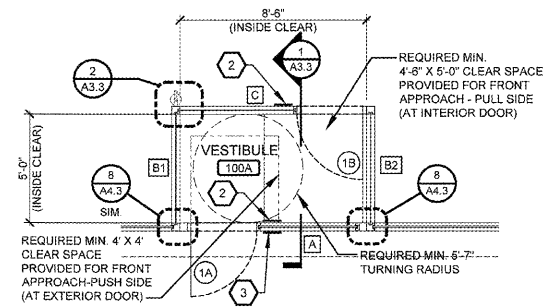 8'-6"
(INSIDE CLEAR)
1
A3.3
2
A3.3
2
C
REQUIRED MIN.
4'-6" X 5'-0" CLEAR SPACE
PROVIDED FOR FRONT
APPROACH - PULL SIDE
(AT INTERIOR DOOR)
5'-0"
(INSIDE CLEAR)
VESTIBULE
100A
B1
1B
B2
8
A4.3
SIM.
2
8
A4.3
REQUIRED MIN. 4' X 4'
CLEAR SPACE
PROVIDED FOR FRONT
APPROACH-PUSH SIDE
(AT EXTERIOR DOOR)
1A
3
A
REQUIRED MIN. 5'-7"
TURNING RADIUS